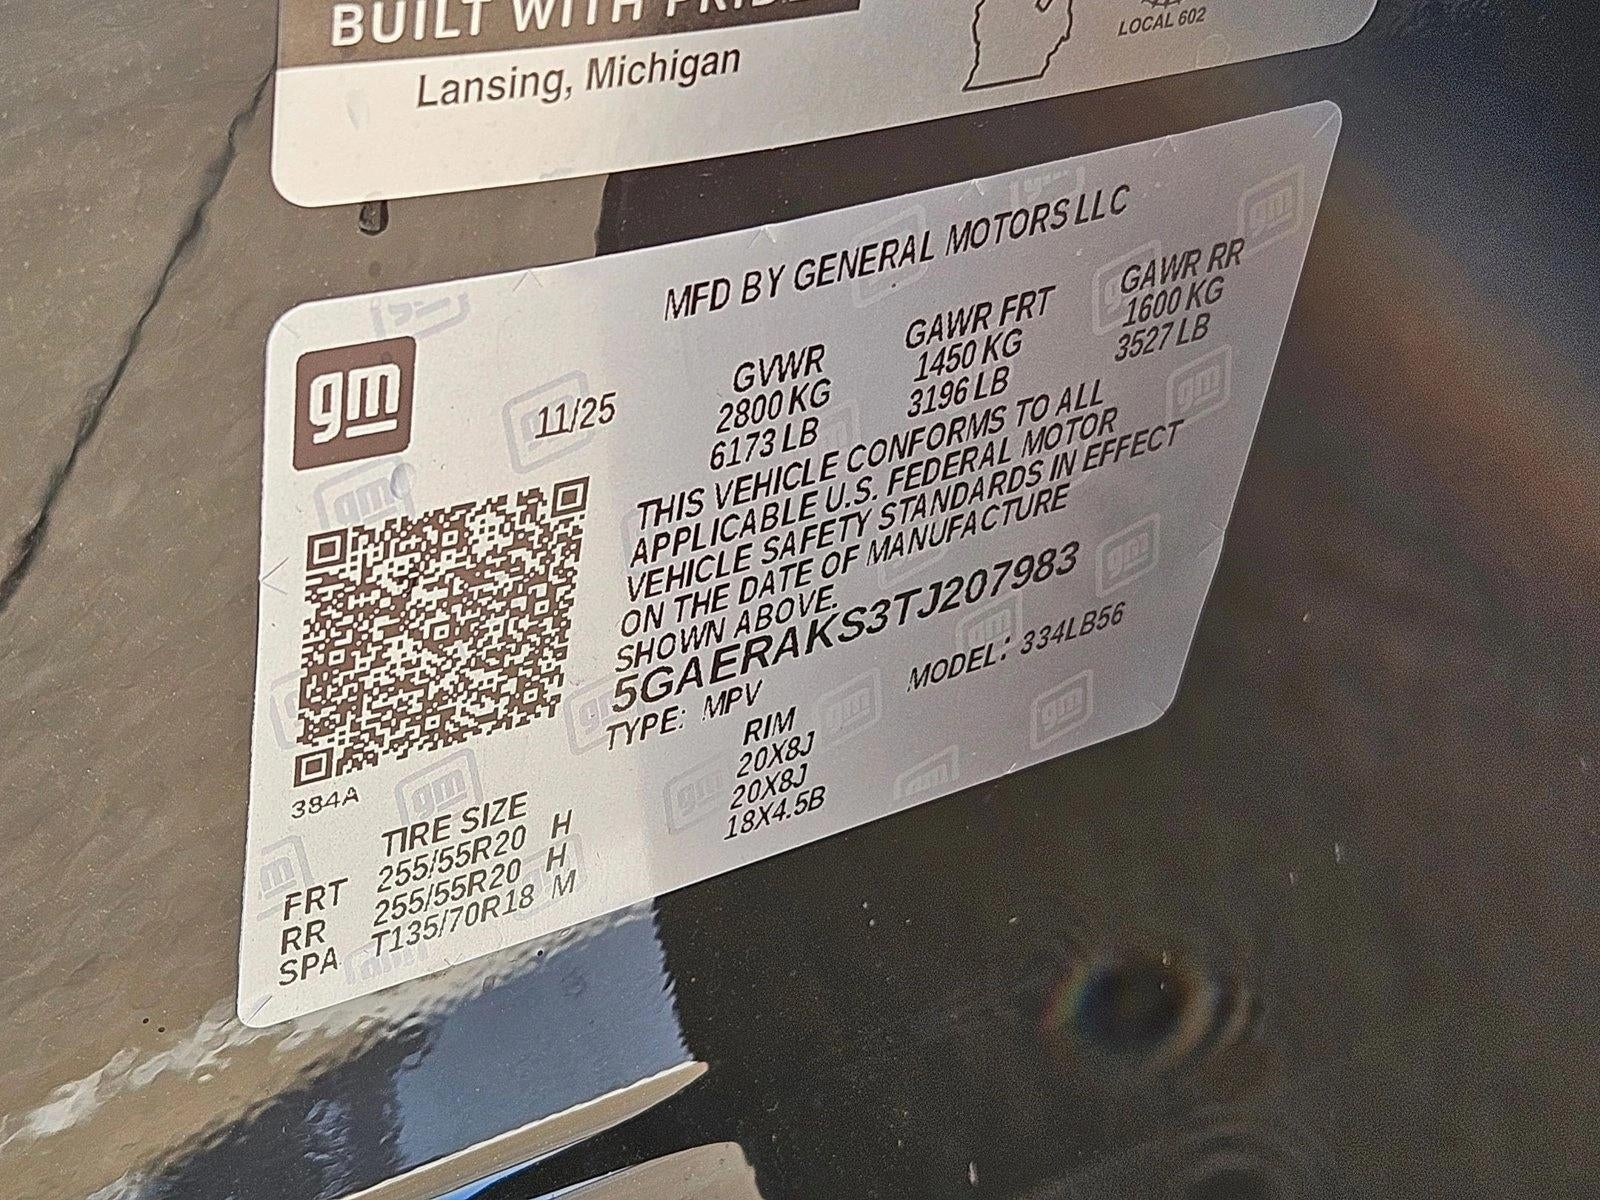 BUILT WITH PRIDE
Lansing, Michigan
LOCAL 602
MFD BY GENERAL MOTORS LLC
gm
11/25
GVWR GAWR FRT GAWR RR
2800 KG 1450 KG 1600 KG
6173 LB 3196 LB 3527 LB
THIS VEHICLE CONFORMS TO ALL
APPLICABLE U.S. FEDERAL MOTOR
VEHICLE SAFETY STANDARDS IN EFFECT
ON THE DATE OF MANUFACTURE
SHOWN ABOVE.
5GAERAKS3TJ207983
TYPE: MPV MODEL: 334LB56
384A
TIRE SIZE RIM
FRT 255/55R20 H 20X8J
RR 255/55R20 H 20X8J
SPA T135/70R18 M 18X4.5B